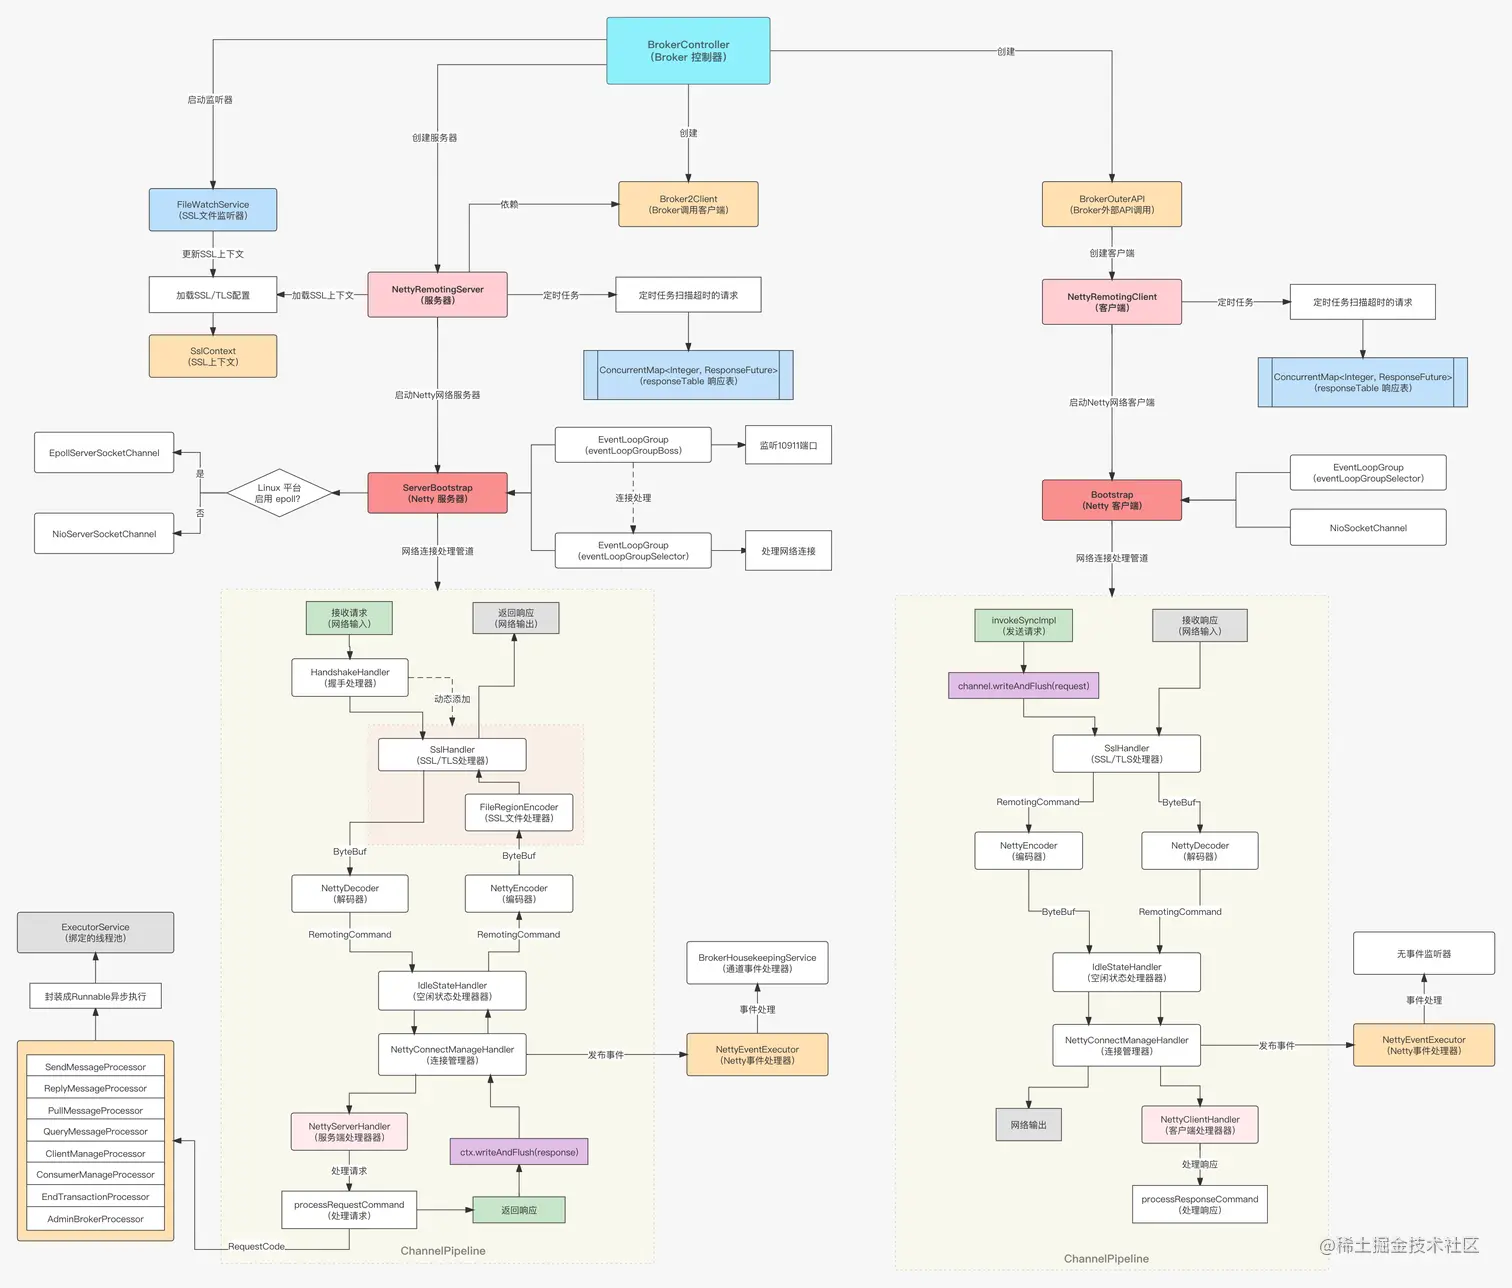 BrokerController
（Broker 控制器）
启动监听器
创建服务器
创建
创建
FileWatchService
（SSL文件监听器）
更新SSL上下文
加载SSL/TLS配置
加载SSL上下文
SslContext
（SSL上下文）
依赖
Broker2Client
（Broker调用客户端）
NettyRemotingServer
（服务器）
定时任务
定时任务扫描超时的请求
ConcurrentMap<Integer, ResponseFuture>
（responseTable 响应表）
启动Netty网络服务器
BrokerOuterAPI
（Broker外部API调用）
创建客户端
NettyRemotingClient
（客户端）
定时任务
定时任务扫描超时的请求
ConcurrentMap<Integer, ResponseFuture>
（responseTable 响应表）
启动Netty网络客户端
EpollServerSocketChannel
是
Linux 平台
启用 epoll?
否
NioServerSocketChannel
ServerBootstrap
（Netty 服务器）
EventLoopGroup
（eventLoopGroupBoss）
监听10911端口
连接处理
EventLoopGroup
（eventLoopGroupSelector）
处理网络连接
网络连接处理管道
Bootstrap
（Netty 客户端）
EventLoopGroup
（eventLoopGroupSelector）
NioSocketChannel
网络连接处理管道
接收请求
（网络输入）
返回响应
（网络输出）
HandshakeHandler
（握手处理器）
动态添加
SslHandler
（SSL/TLS处理器）
FileRegionEncoder
（SSL文件处理器）
ByteBuf
ByteBuf
NettyDecoder
（解码器）
NettyEncoder
（编码器）
RemotingCommand
RemotingCommand
IdleStateHandler
（空闲状态处理器器）
NettyConnectManageHandler
（连接管理器）
发布事件
NettyEventExecutor
（Netty事件处理器）
事件处理
BrokerHousekeepingService
（通道事件处理器）
NettyServerHandler
（服务端处理器器）
处理请求
processRequestCommand
（处理请求）
返回响应
ctx.writeAndFlush(response)
RequestCode
ChannelPipeline
ExecutorService
（绑定的线程池）
封装成Runnable异步执行
SendMessageProcessor
ReplyMessageProcessor
PullMessageProcessor
QueryMessageProcessor
ClientManageProcessor
ConsumerManageProcessor
EndTransactionProcessor
AdminBrokerProcessor
invokeSyncImpl
（发送请求）
接收响应
（网络输入）
channel.writeAndFlush(request)
SslHandler
（SSL/TLS处理器）
RemotingCommand
ByteBuf
NettyEncoder
（编码器）
NettyDecoder
（解码器）
ByteBuf
RemotingCommand
IdleStateHandler
（空闲状态处理器器）
NettyConnectManageHandler
（连接管理器）
发布事件
NettyEventExecutor
（Netty事件处理器）
事件处理
无事件监听器
网络输出
NettyClientHandler
（客户端处理器器）
处理响应
processResponseCommand
（处理响应）
ChannelPipeline
@稀土掘金技术社区